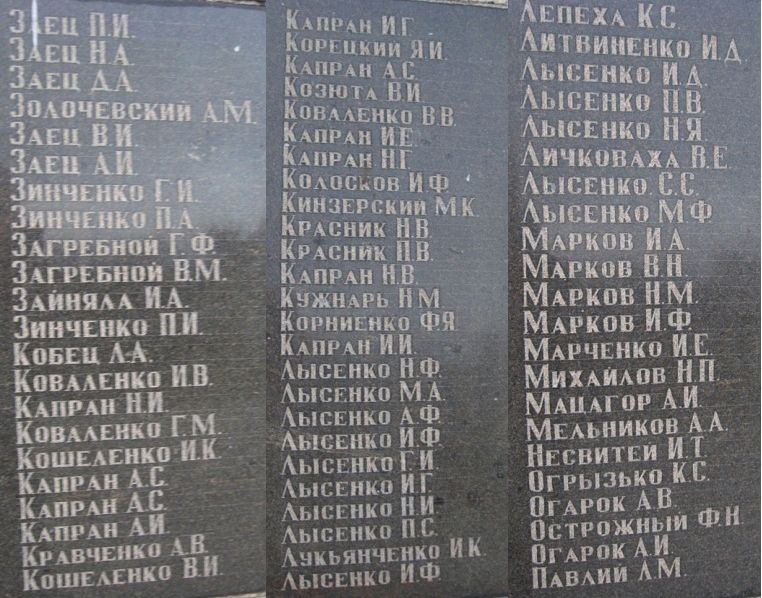 Заец П.И.
Заец Н.А.
Заец Д.А.
Золочевский А.М.
Заец В.И.
Заец А.И.
Зинченко Г.И.
Зинченко П.А.
Загребной Г.Ф.
Загребной В.М.
Зайняла И.А.
Зинченко П.И.
Кобец Л.А.
Коваленко И.В.
Капран Н.И.
Коваленко Г.М.
Кошеленко И.К.
Капран А.С.
Капран А.С.
Капран А.И.
Кравченко А.В.
Кошеленко В.И.
Капран И.Г.
Корецкий Я.И.
Капран А.С.
Козюта В.И.
Коваленко В.В.
Капран И.Е.
Капран Н.Г.
Колосков И.Ф.
Кинзерский М.К.
Красник Н.В.
Красник П.В.
Капран Н.В.
Кужнарь Н.М.
Корниенко Ф.Я.
Капран И.И.
Лысенко Н.Ф.
Лысенко М.А.
Лысенко А.Ф.
Лысенко И.Ф.
Лысенко Г.И.
Лысенко И.Г.
Лысенко Н.И.
Лысенко П.С.
Лукьянченко И.К.
Лысенко И.Ф.
Лепеха К.С.
Литвиненко И.Д.
Лысенко И.Д.
Лысенко П.В.
Лысенко Н.Я.
Личковаха В.Е.
Лысенко С.С.
Лысенко М.Ф.
Марков И.А.
Марков В.Н.
Марков Н.М.
Марков И.Ф.
Марченко И.Е.
Михайлов Н.П.
Мацагор А.И.
Мельников А.А.
Несвитей И.Т.
Огрызько К.С.
Огарок А.В.
Острожный Ф.Н.
Огарок А.И.
Павлий Л.М.